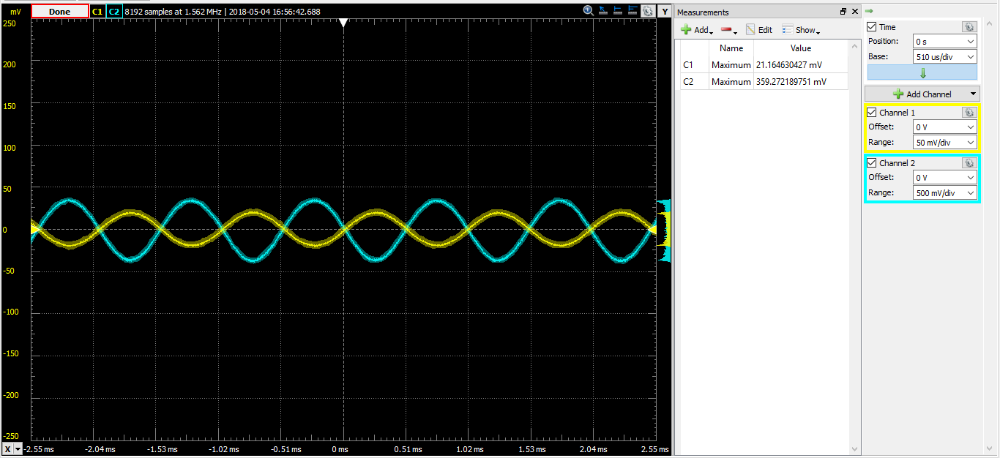 mV Done C1 C2 8192 samples at 1.562 MHz | 2018-05-04 16:56:42.688 Y
250
200
150
100
50
0
-50
-100
-150
-200
-250
X -2.55 ms -2.04 ms -1.53 ms -1.02 ms -0.51 ms 0 ms 0.51 ms 1.02 ms 1.53 ms 2.04 ms 2.55 ms
Measurements
Add Edit Show
Name Value
C1 Maximum 21.164630427 mV
C2 Maximum 359.272189751 mV
Time
Position: 0 s
Base: 510 us/div
Add Channel
Channel 1
Offset: 0 V
Range: 50 mV/div
Channel 2
Offset: 0 V
Range: 500 mV/div